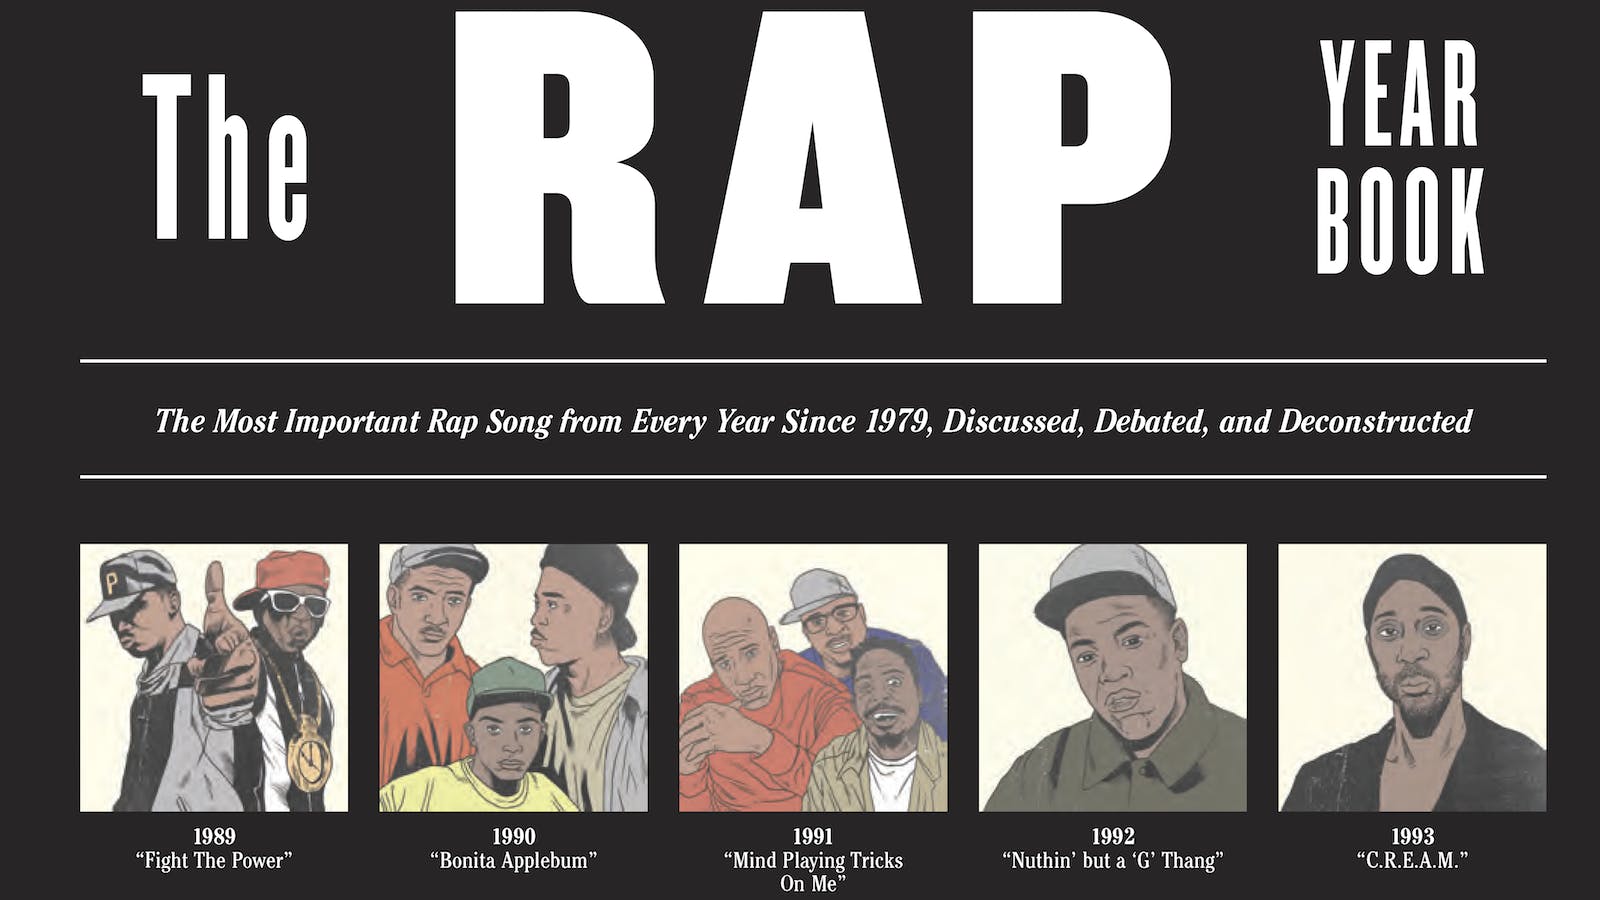 The RAP YEAR
BOOK
The Most Important Rap Song from Every Year Since 1979, Discussed, Debated, and Deconstructed
P
1989
“Fight The Power”
1990
“Bonita Applebum”
1991
“Mind Playing Tricks
On Me”
1992
“Nuthin’ but a ‘G’ Thang”
1993
“C.R.E.A.M.”